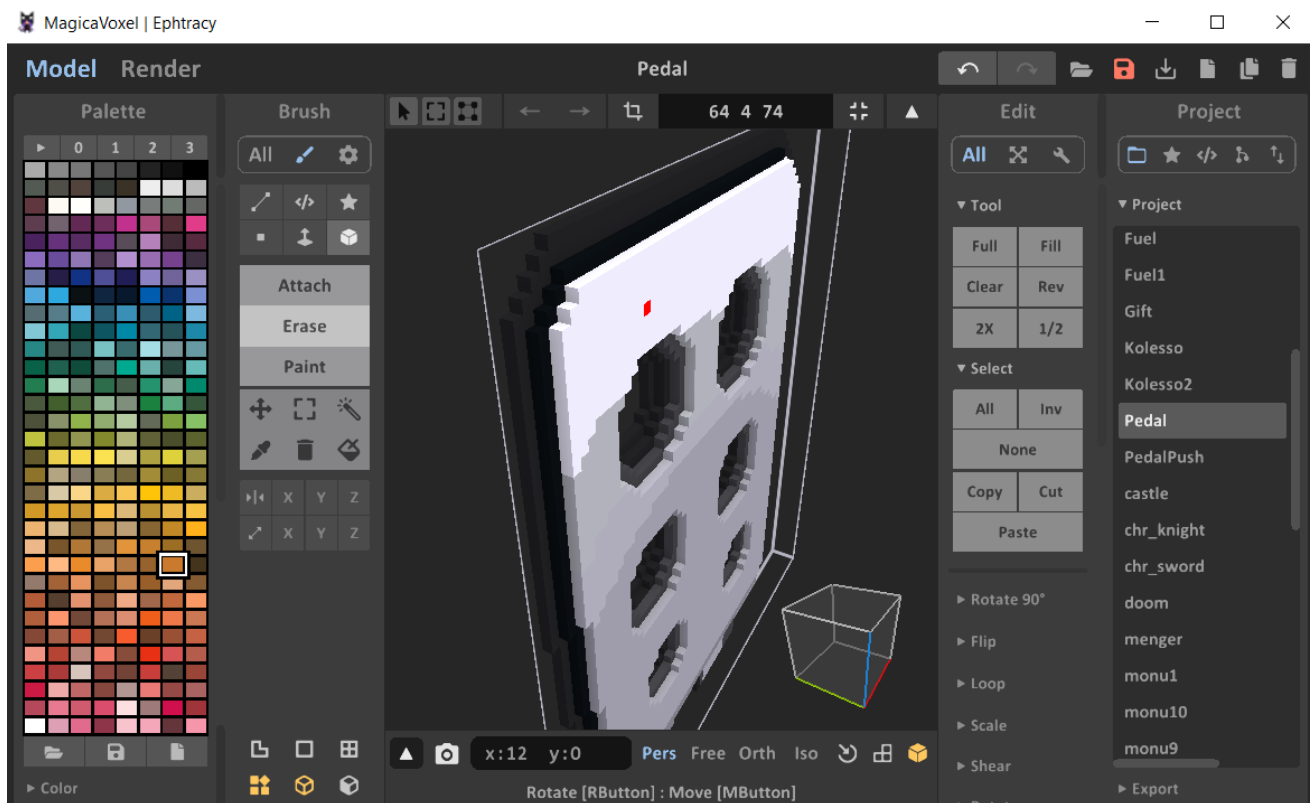 MagicaVoxel | Ephtracy
Model Render
Pedal
Palette
0 1 2 3
Color
Brush
All
Attach
Erase
Paint
X Y Z
X Y Z
64 4 74
x:12 y:0
Pers Free Orth Iso
Rotate [RButton] : Move [MButton]
Edit
All
Tool
Full Fill
Clear Rev
2X 1/2
Select
All Inv
None
Copy Cut
Paste
Rotate 90°
Flip
Loop
Scale
Shear
Project
Project
Fuel
Fuel1
Gift
Kolesso
Kolesso2
Pedal
PedalPush
castle
chr_knight
chr_sword
doom
menger
monu1
monu10
monu9
Export